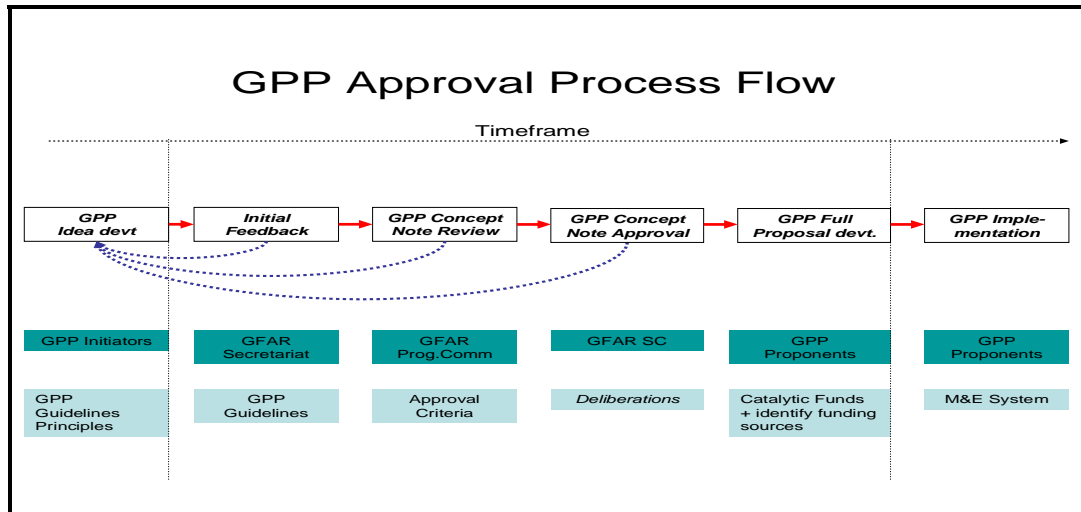 GPP Approval Process Flow
Timeframe
GPP
Idea devt
Initial
Feedback
GPP Concept
Note Review
GPP Concept
Note Approval
GPP Full
Proposal devt.
GPP Imple-
mentation
GPP Initiators
GFAR
Secretariat
GFAR
Prog.Comm
GFAR SC
GPP
Proponents
GPP
Proponents
GPP
Guidelines
Principles
GPP
Guidelines
Approval
Criteria
Deliberations
Catalytic Funds
+ identify funding
sources
M&E System